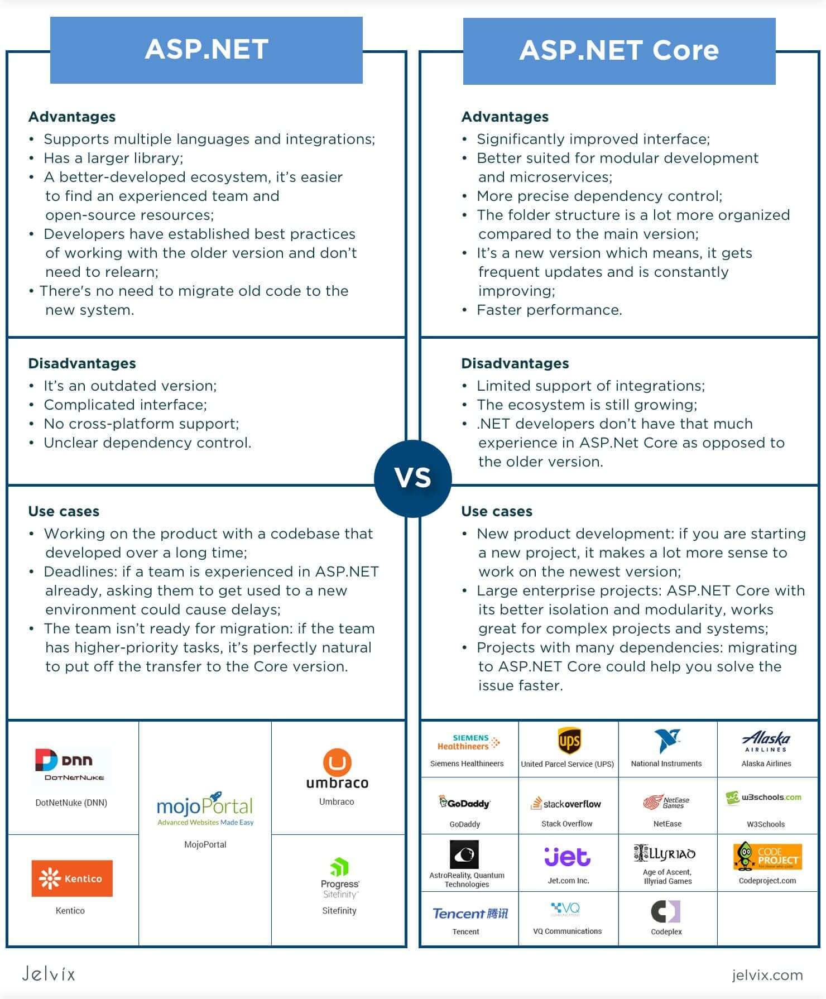 ASP.NET
Advantages
• Supports multiple languages and integrations;
• Has a larger library;
• A better-developed ecosystem, it’s easier
to find an experienced team and
open-source resources;
• Developers have established best practices
of working with the older version and don’t
need to relearn;
• There's no need to migrate old code to the
new system.
Disadvantages
• It’s an outdated version;
• Complicated interface;
• No cross-platform support;
• Unclear dependency control.
Use cases
• Working on the product with a codebase that
developed over a long time;
• Deadlines: if a team is experienced in ASP.NET
already, asking them to get used to a new
environment could cause delays;
• The team isn’t ready for migration: if the team
has higher-priority tasks, it’s perfectly natural
to put off the transfer to the Core version.
DNN
DOTNETNUKE
DotNetNuke (DNN)
Kentico
Kentico
mojoPortal
Advanced Websites Made Easy
MojoPortal
umbraco
Umbraco
Progress
Sitefinity
Sitefinity
VS
ASP.NET Core
Advantages
• Significantly improved interface;
• Better suited for modular development
and microservices;
• More precise dependency control;
• The folder structure is a lot more organized
compared to the main version;
• It’s a new version which means, it gets
frequent updates and is constantly
improving;
• Faster performance.
Disadvantages
• Limited support of integrations;
• The ecosystem is still growing;
• .NET developers don’t have that much
experience in ASP.Net Core as opposed to
the older version.
Use cases
• New product development: if you are starting
a new project, it makes a lot more sense to
work on the newest version;
• Large enterprise projects: ASP.NET Core with
its better isolation and modularity, works
great for complex projects and systems;
• Projects with many dependencies: migrating
to ASP.NET Core could help you solve the
issue faster.
SIEMENS
Healthineers
Siemens Healthineers
ups
United Parcel Service (UPS)
National Instruments
Alaska
AIRLINES
Alaska Airlines
GoDaddy
GoDaddy
stackoverflow
Stack Overflow
NetEase
Games
NetEase
w3schools.com
W3Schools
AstroReality, Quantum
Technologies
jet
Jet.com Inc.
ILLYRIAD
Age of Ascent,
Illyriad Games
CODE
PROJECT
for those who code
Codeproject.com
Tencent 腾讯
Tencent
VQ
COMMUNICATIONS
VQ Communications
Codeplex
Jelvix
jelvix.com